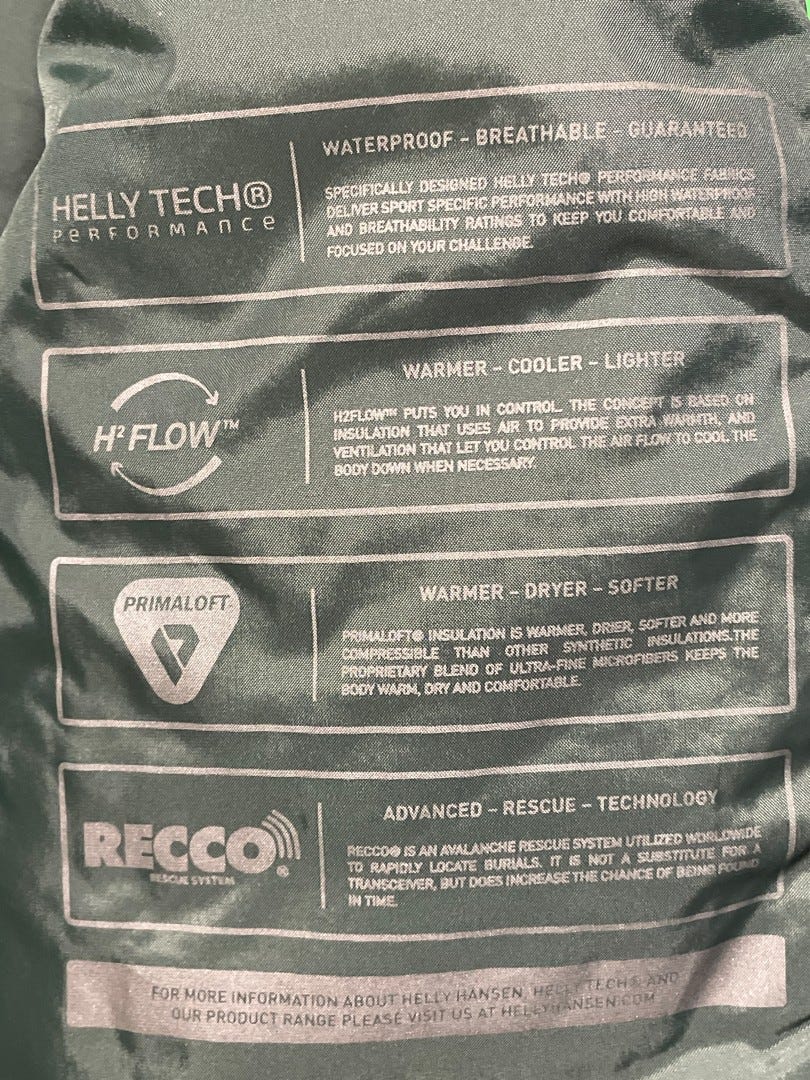 HELLY TECH®
PERFORMANCE
WATERPROOF - BREATHABLE - GUARANTEED
SPECIFICALLY DESIGNED HELLY TECH® PERFORMANCE FABRICS
DELIVER SPORT SPECIFIC PERFORMANCE WITH HIGH WATERPROOF
AND BREATHABILITY RATINGS TO KEEP YOU COMFORTABLE AND
FOCUSED ON YOUR CHALLENGE.
H² FLOW™
WARMER - COOLER - LIGHTER
H2FLOW™ PUTS YOU IN CONTROL. THE CONCEPT IS BASED ON
INSULATION THAT USES AIR TO PROVIDE EXTRA WARMTH, AND
VENTILATION THAT LET YOU CONTROL THE AIR FLOW TO COOL THE
BODY DOWN WHEN NECESSARY.
PRIMALOFT
WARMER - DRYER - SOFTER
PRIMALOFT® INSULATION IS WARMER, DRIER, SOFTER AND MORE
COMPRESSIBLE THAN OTHER SYNTHETIC INSULATIONS.THE
PROPRIETARY BLEND OF ULTRA-FINE MICROFIBERS KEEPS THE
BODY WARM, DRY AND COMFORTABLE.
RECCO®
RESCUE SYSTEM
ADVANCED - RESCUE - TECHNOLOGY
RECCO® IS AN AVALANCHE RESCUE SYSTEM UTILIZED WORLDWIDE
TO RAPIDLY LOCATE BURIALS. IT IS NOT A SUBSTITUTE FOR A
TRANSCEIVER, BUT DOES INCREASE THE CHANCE OF BEING FOUND
IN TIME.
FOR MORE INFORMATION ABOUT HELLY HANSEN, HELLY TECH® AND
OUR PRODUCT RANGE PLEASE VISIT US AT HELLYHANSEN.COM